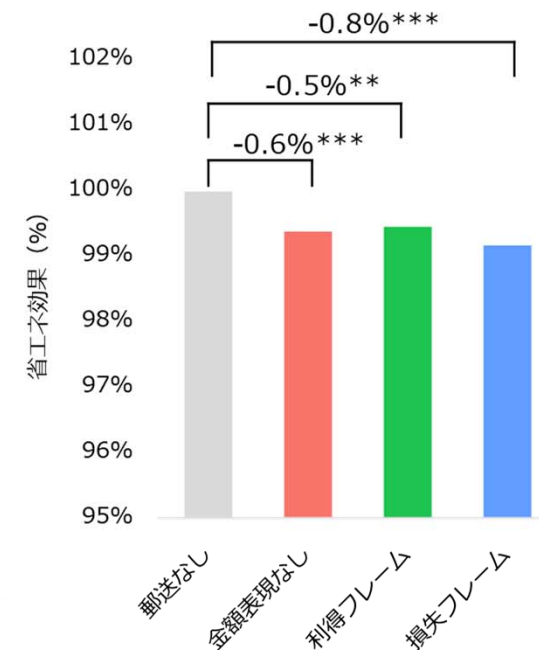 -0.8%***
102%
-0.5%**
101%
-0.6%***
100%
99%
98%
97%
96%
95%
省エネ効果（%）
郵送なし
金額表現なし
利得フレーム
損失フレーム